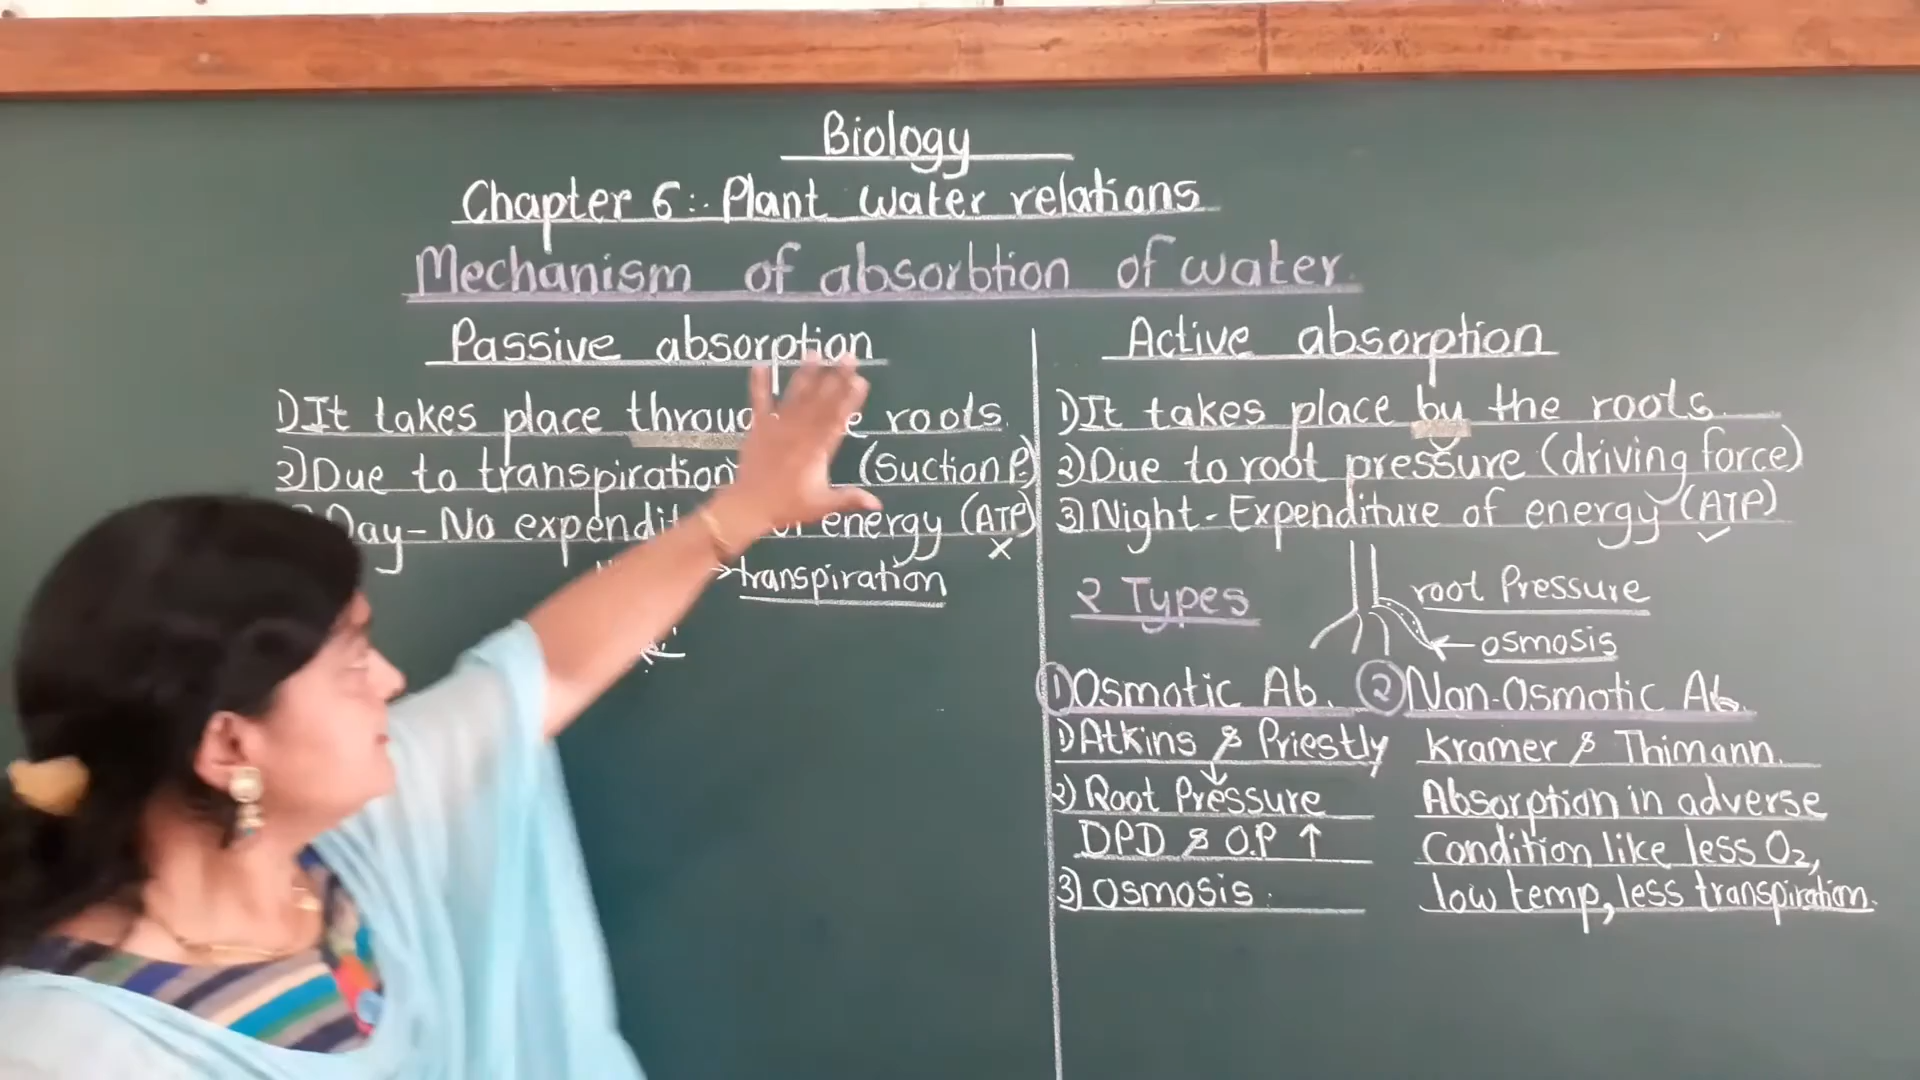 Biology
Chapter 6:. Plant water relations
Mechanism of absorbtion of water.
Passive absorption
1) It takes place roots.
2) Due to transpiration (Suction P.)
Day - No energy (ATP)
×
→ transpiration
Active absorption
1) It takes place by the roots.
2) Due to root pressure (driving force)
3) Night - Expenditure of energy (ATP)
✓
2 Types
root Pressure
← osmosis
① Osmotic Ab.
1) Atkins & Priestly
2) Root Pressure
DPD & O.P ↑
3) Osmosis.
② Non-Osmotic Ab.
Kramer & Thimann.
Absorption in adverse
Condition like less O₂,
low temp, less transpiration.